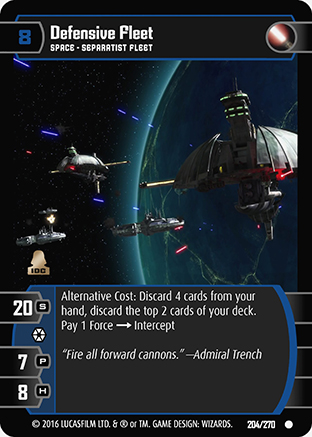 8
Defensive Fleet
SPACE - SEPARATIST FLEET
IDC
20 S
Alternative Cost: Discard 4 cards from your
hand, discard the top 2 cards of your deck.
Pay 1 Force → Intercept
7 P
"Fire all forward cannons." —Admiral Trench
8 H
© 2016 LUCASFILM LTD. & ® or TM. GAME DESIGN: WIZARDS.
204/270